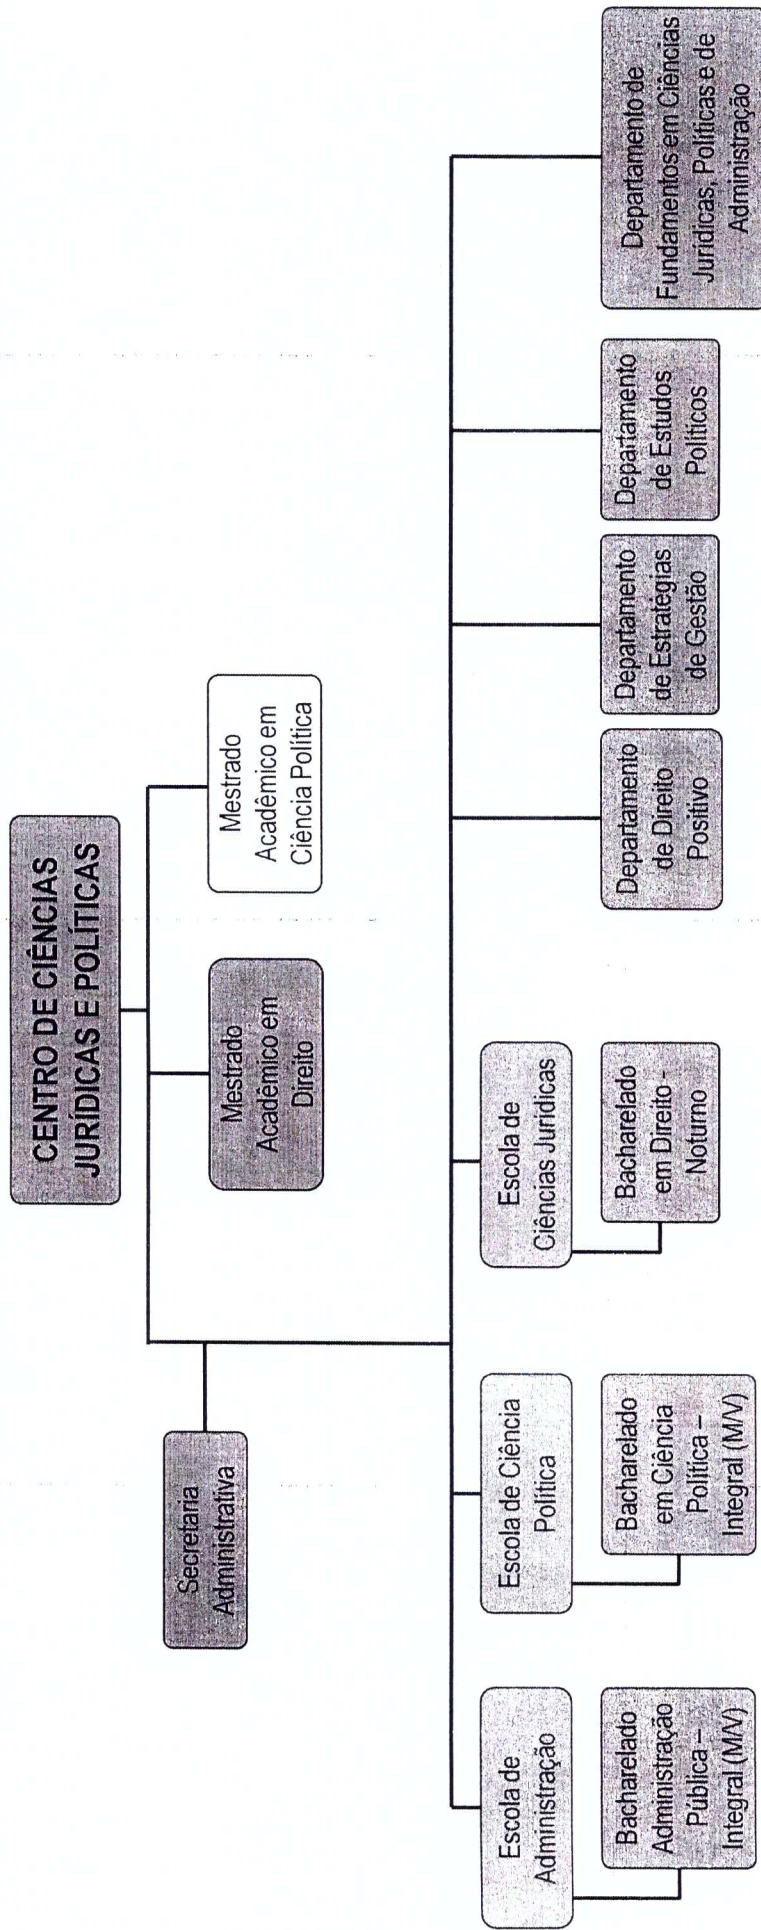 CENTRO DE CIÊNCIAS
JURÍDICAS E POLÍTICAS
Secretaria
Administrativa
Mestrado
Acadêmico em
Direito
Mestrado
Acadêmico em
Ciência Política
Escola de
Administração
Bacharelado
Administração
Pública –
Integral (M/V)
Escola de Ciência
Política
Bacharelado
em Ciência
Política –
Integral (M/V)
Escola de
Ciências Jurídicas
Bacharelado
em Direito -
Noturno
Departamento
de Direito
Positivo
Departamento
de Estratégias
de Gestão
Departamento
de Estudos
Políticos
Departamento de
Fundamentos em Ciências
Jurídicas, Políticas e de
Administração